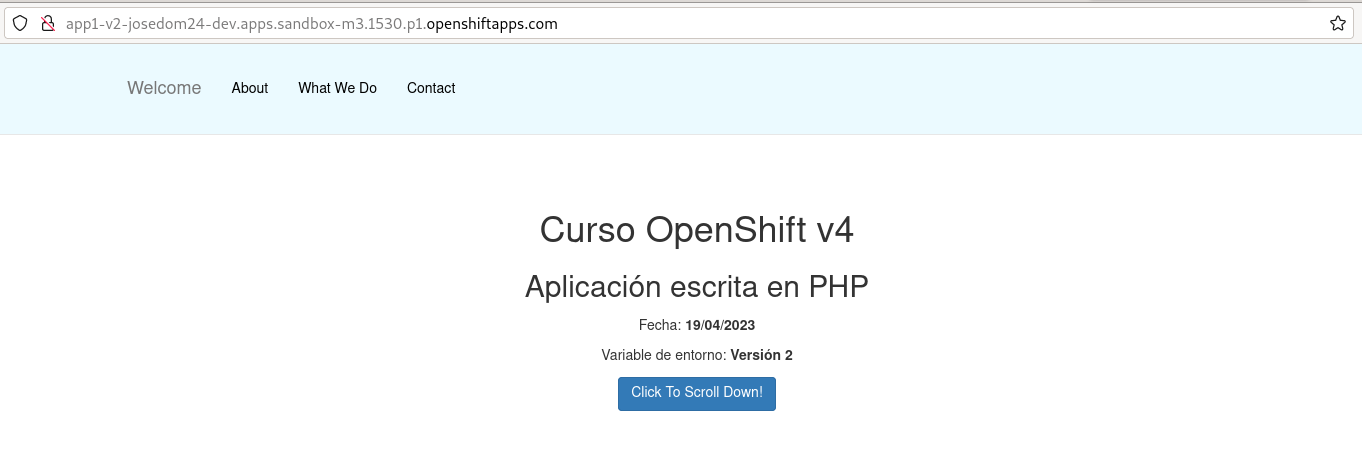 app1-v2-josedom24-dev.apps.sandbox-m3.1530.p1.openshiftapps.com
Welcome About What We Do Contact
Curso OpenShift v4
Aplicación escrita en PHP
Fecha: 19/04/2023
Variable de entorno: Versión 2
Click To Scroll Down!